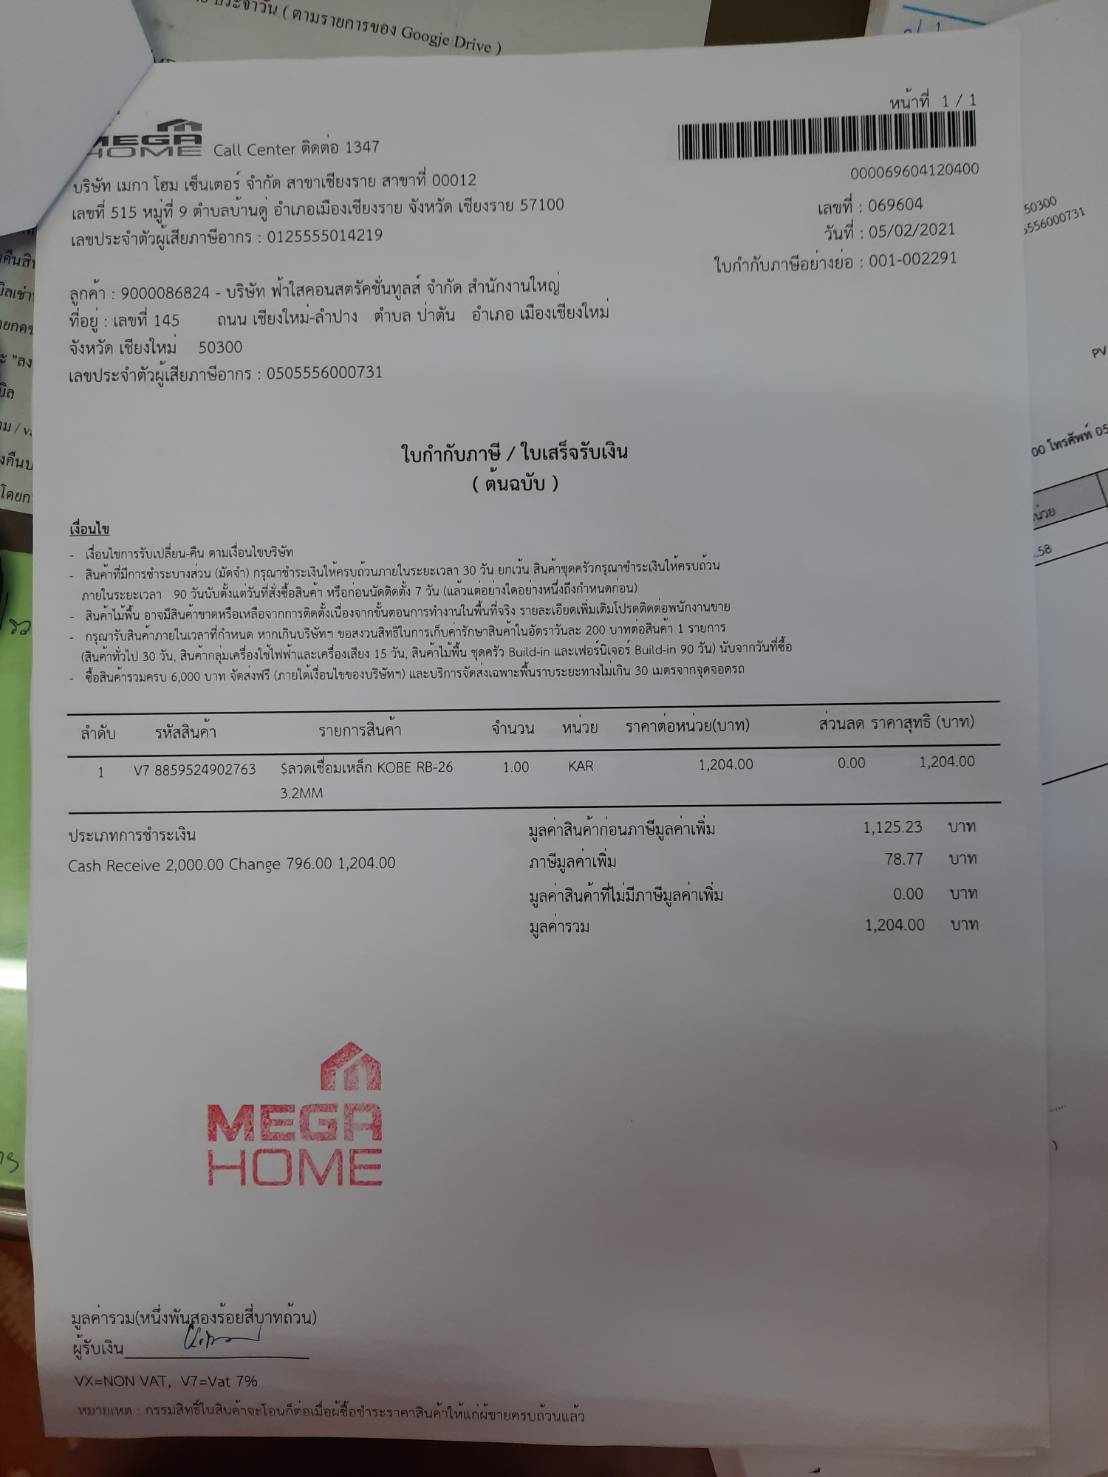 ประจำวัน ( ตามรายการของ Googje Drive )
หน้าที่ 1 / 1
MEGA HOME Call Center ติดต่อ 1347
000069604120400
บริษัท เมกา โฮม เซ็นเตอร์ จำกัด สาขาเชียงราย สาขาที่ 00012
เลขที่ 515 หมู่ที่ 9 ตำบลบ้านดู่ อำเภอเมืองเชียงราย จังหวัด เชียงราย 57100
เลขที่ : 069604
เลขประจำตัวผู้เสียภาษีอากร : 0125555014219
วันที่ : 05/02/2021
ใบกำกับภาษีอย่างย่อ : 001-002291
ลูกค้า : 9000086824 - บริษัท ฟ้าใสคอนสตรัคชั่นทูลส์ จำกัด สำนักงานใหญ่
ที่อยู่ : เลขที่ 145 ถนน เชียงใหม่-ลำปาง ตำบล ป่าตัน อำเภอ เมืองเชียงใหม่
จังหวัด เชียงใหม่ 50300
เลขประจำตัวผู้เสียภาษีอากร : 0505556000731
ใบกำกับภาษี / ใบเสร็จรับเงิน
( ต้นฉบับ )
เงื่อนไข
- เงื่อนไขการรับเปลี่ยน-คืน ตามเงื่อนไขบริษัท
- สินค้าที่มีการชำระบางส่วน (มัดจำ) กรุณาชำระเงินให้ครบถ้วนภายในระยะเวลา 30 วัน ยกเว้น สินค้าชุดครัวกรุณาชำระเงินให้ครบถ้วน
ภายในระยะเวลา 90 วันนับตั้งแต่วันที่สั่งซื้อสินค้า หรือก่อนนัดติดตั้ง 7 วัน (แล้วแต่อย่างใดอย่างหนึ่งถึงกำหนดก่อน)
- สินค้าไม้พื้น อาจมีสินค้าขาดหรือเหลือจากการติดตั้งเนื่องจากขั้นตอนการทำงานในพื้นที่จริง รายละเอียดเพิ่มเติมโปรดติดต่อพนักงานขาย
- กรุณารับสินค้าภายในเวลาที่กำหนด หากเกินบริษัทฯ ขอสงวนสิทธิในการเก็บค่ารักษาสินค้าในอัตราวันละ 200 บาทต่อสินค้า 1 รายการ
(สินค้าทั่วไป 30 วัน, สินค้ากลุ่มเครื่องใช้ไฟฟ้าและเครื่องเสียง 15 วัน, สินค้าไม้พื้น ชุดครัว Build-in และเฟอร์นิเจอร์ Build-in 90 วัน) นับจากวันที่ซื้อ
- ซื้อสินค้ารวมครบ 6,000 บาท จัดส่งฟรี (ภายใต้เงื่อนไขของบริษัทฯ) และบริการจัดส่งเฉพาะพื้นราบระยะทางไม่เกิน 30 เมตรจากจุดจอดรถ
ลำดับ รหัสสินค้า รายการสินค้า จำนวน หน่วย ราคาต่อหน่วย(บาท) ส่วนลด ราคาสุทธิ (บาท)
1 V7 8859524902763 $ลวดเชื่อมเหล็ก KOBE RB-26 1.00 KAR 1,204.00 0.00 1,204.00
3.2MM
ประเภทการชำระเงิน
มูลค่าสินค้าก่อนภาษีมูลค่าเพิ่ม 1,125.23 บาท
Cash Receive 2,000.00 Change 796.00 1,204.00
ภาษีมูลค่าเพิ่ม 78.77 บาท
มูลค่าสินค้าที่ไม่มีภาษีมูลค่าเพิ่ม 0.00 บาท
มูลค่ารวม 1,204.00 บาท
MEGA
HOME
มูลค่ารวม(หนึ่งพันสองร้อยสี่บาทถ้วน)
ผู้รับเงิน
VX=NON VAT, V7=Vat 7%
หมายเหต : กรรมสิทธิ์ในสินค้าจะโอนก็ต่อเมื่อผู้ซื้อชำระราคาสินค้าให้แก่ผู้ขายครบถ้วนแล้ว
50300
5556000731
PV
00 โทรศัพท์ 05